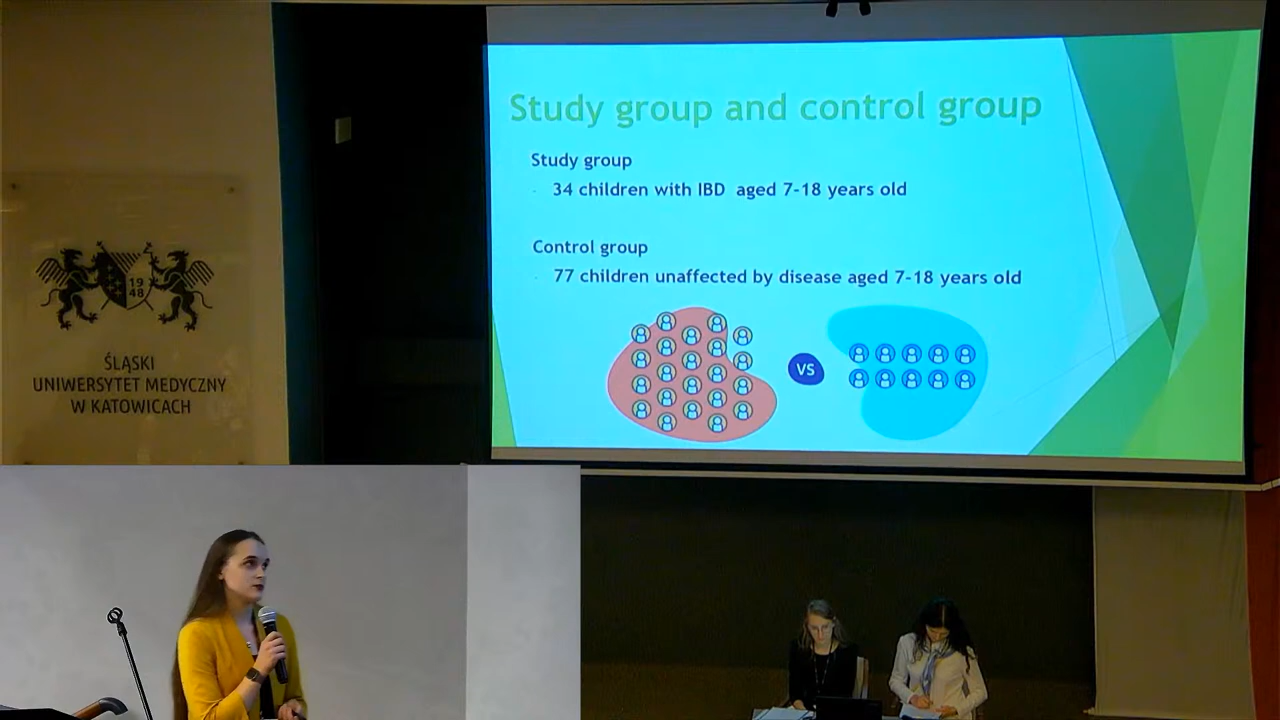 Study group and control group
Study group
34 children with IBD aged 7-18 years old
Control group
77 children unaffected by disease aged 7-18 years old
VS
19
48
ŚLĄSKI
UNIWERSYTET MEDYCZNY
W KATOWICACH